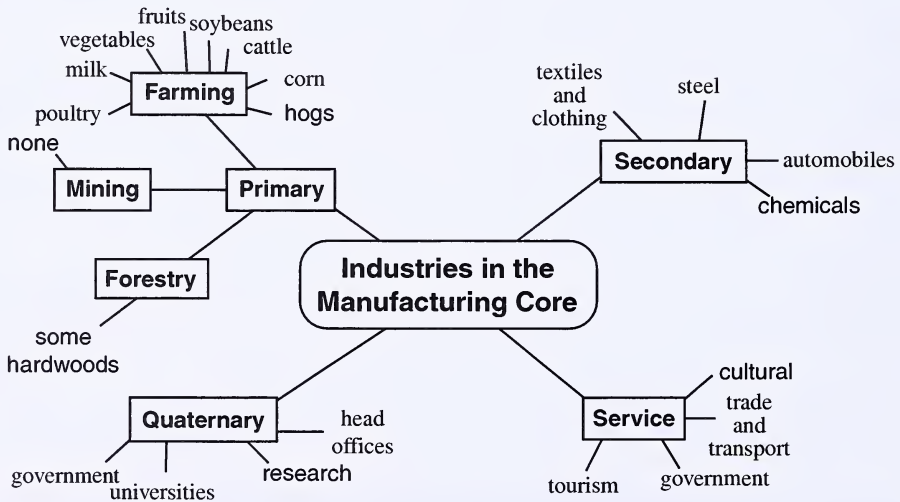 fruits
soybeans
vegetables
cattle
milk
Farming
corn
poultry
hogs
none
Mining
Primary
Forestry
some
hardwoods
textiles
and
clothing
steel
Secondary
automobiles
chemicals
Industries in the
Manufacturing Core
Quaternary
head
offices
government
universities
research
Service
cultural
trade
and
transport
tourism
government